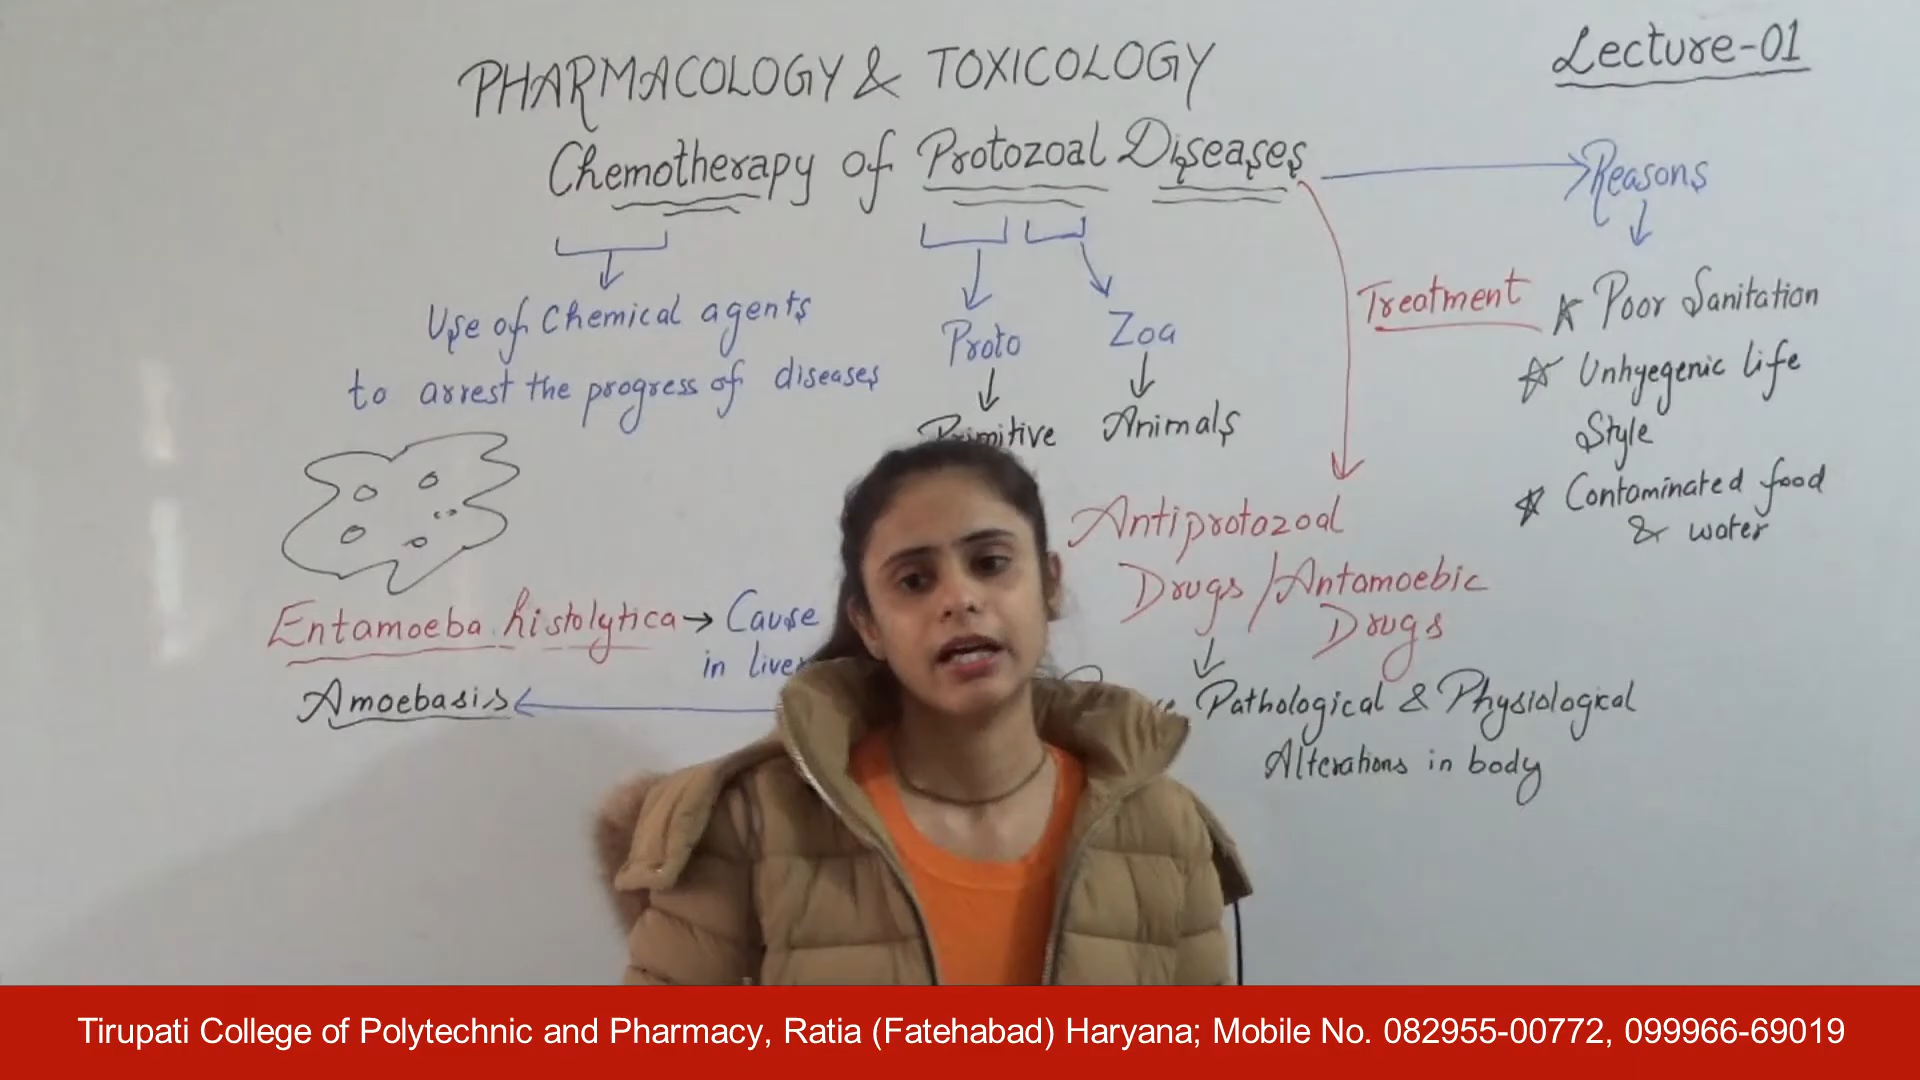 PHARMACOLOGY & TOXICOLOGY
Lecture-01
Chemotherapy of Protozoal Diseases
Reasons
Use of Chemical agents
to arrest the progress of diseases
Proto
Zoa
Primitive
Animals
Treatment
Poor Sanitation
Unhyegenic life
Style
Contaminated food
& water
Antiprotozoal
Drugs / Antamoebic
Drugs
Entamoeba histolytica → Cause
in liver
Amoebasis
Pathological & Physiological
Alterations in body
Tirupati College of Polytechnic and Pharmacy, Ratia (Fatehabad) Haryana; Mobile No. 082955-00772, 099966-69019